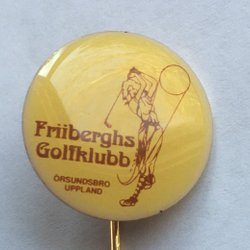 Friiberghs
Golfklubb
ÖRSUNDSBRO
UPPLAND